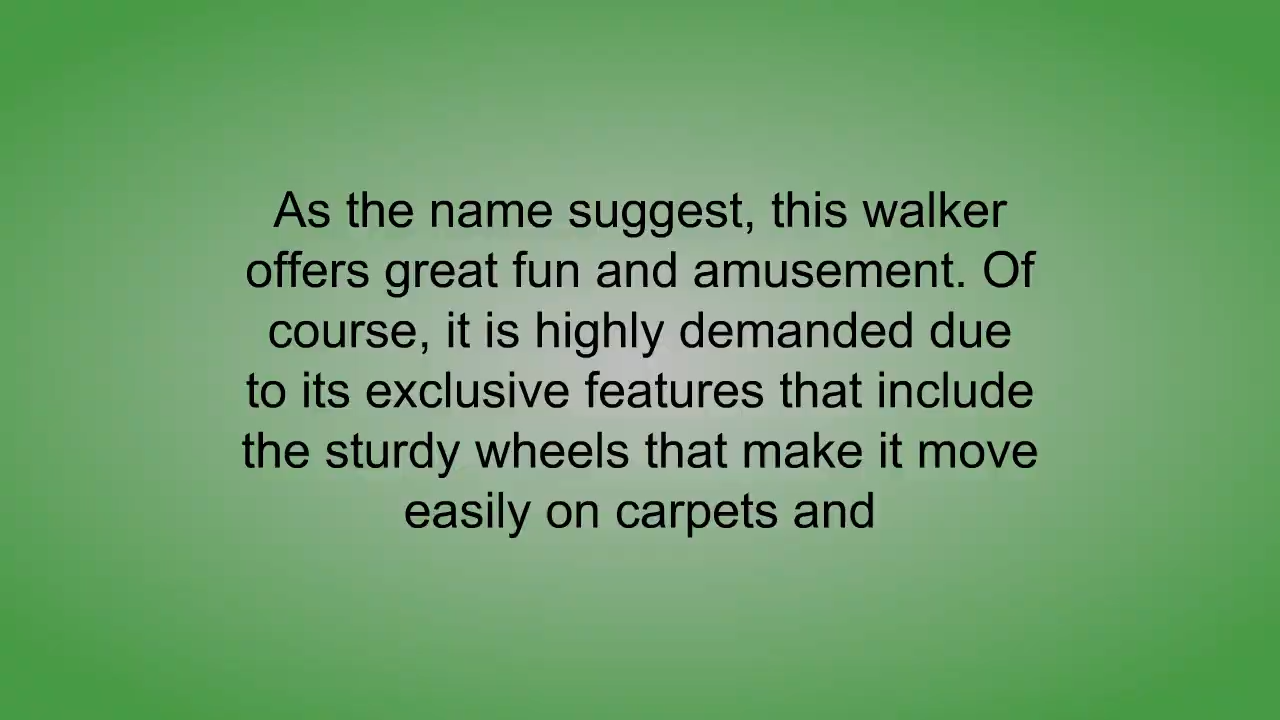 As the name suggest, this walker
offers great fun and amusement. Of
course, it is highly demanded due
to its exclusive features that include
the sturdy wheels that make it move
easily on carpets and